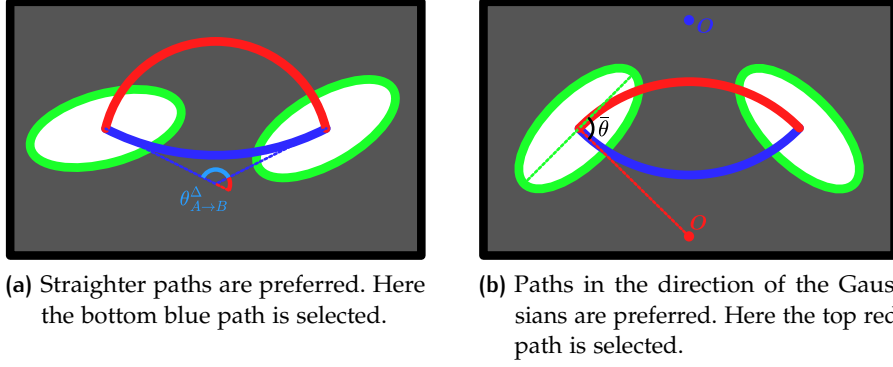 O
θ̄
θ^Δ_{A→B}
O
(a) Straighter paths are preferred. Here
the bottom blue path is selected.
(b) Paths in the direction of the Gaus-
sians are preferred. Here the top red
path is selected.